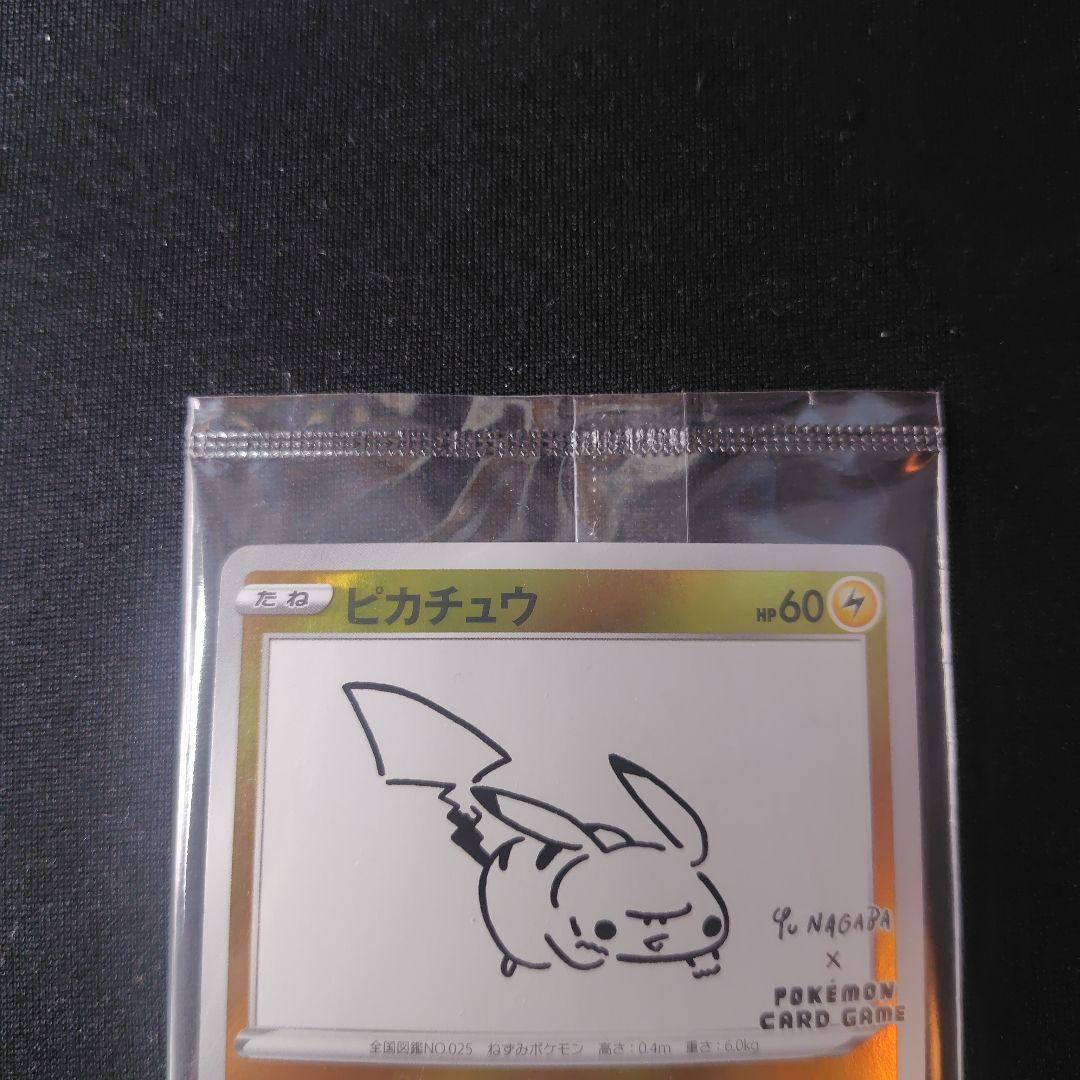 たね ピカチュウ HP60
Yu NAGABA
×
POKÉMON
CARD GAME
全国図鑑NO.025 ねずみポケモン 高さ：0.4m 重さ：6.0kg